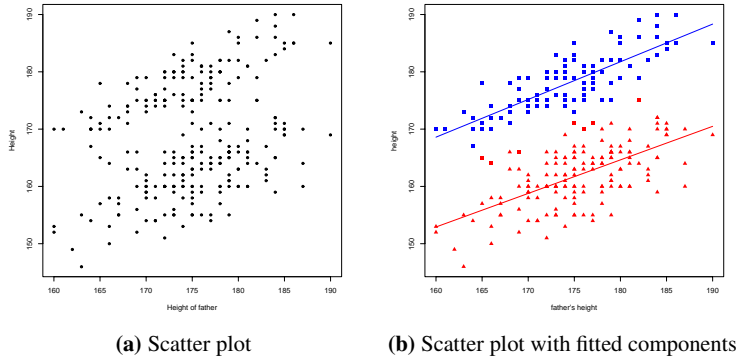 190
180
170
160
150
Height
160 165 170 175 180 185 190
Height of father
(a) Scatter plot
190
180
170
160
150
height
160 165 170 175 180 185 190
father's height
(b) Scatter plot with fitted components